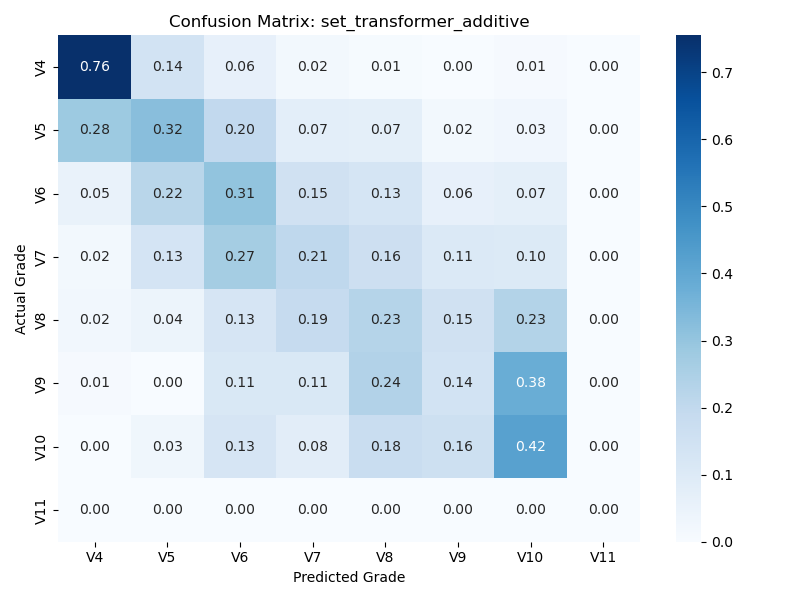 Confusion Matrix: set_transformer_additive
V4 0.76 0.14 0.06 0.02 0.01 0.00 0.01 0.00
V5 0.28 0.32 0.20 0.07 0.07 0.02 0.03 0.00
V6 0.05 0.22 0.31 0.15 0.13 0.06 0.07 0.00
V7 0.02 0.13 0.27 0.21 0.16 0.11 0.10 0.00
V8 0.02 0.04 0.13 0.19 0.23 0.15 0.23 0.00
V9 0.01 0.00 0.11 0.11 0.24 0.14 0.38 0.00
V10 0.00 0.03 0.13 0.08 0.18 0.16 0.42 0.00
V11 0.00 0.00 0.00 0.00 0.00 0.00 0.00 0.00
V4 V5 V6 V7 V8 V9 V10 V11
Predicted Grade
Actual Grade
0.7
0.6
0.5
0.4
0.3
0.2
0.1
0.0